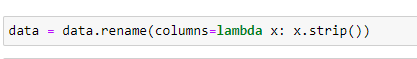 data = data.rename(columns=lambda x: x.strip())